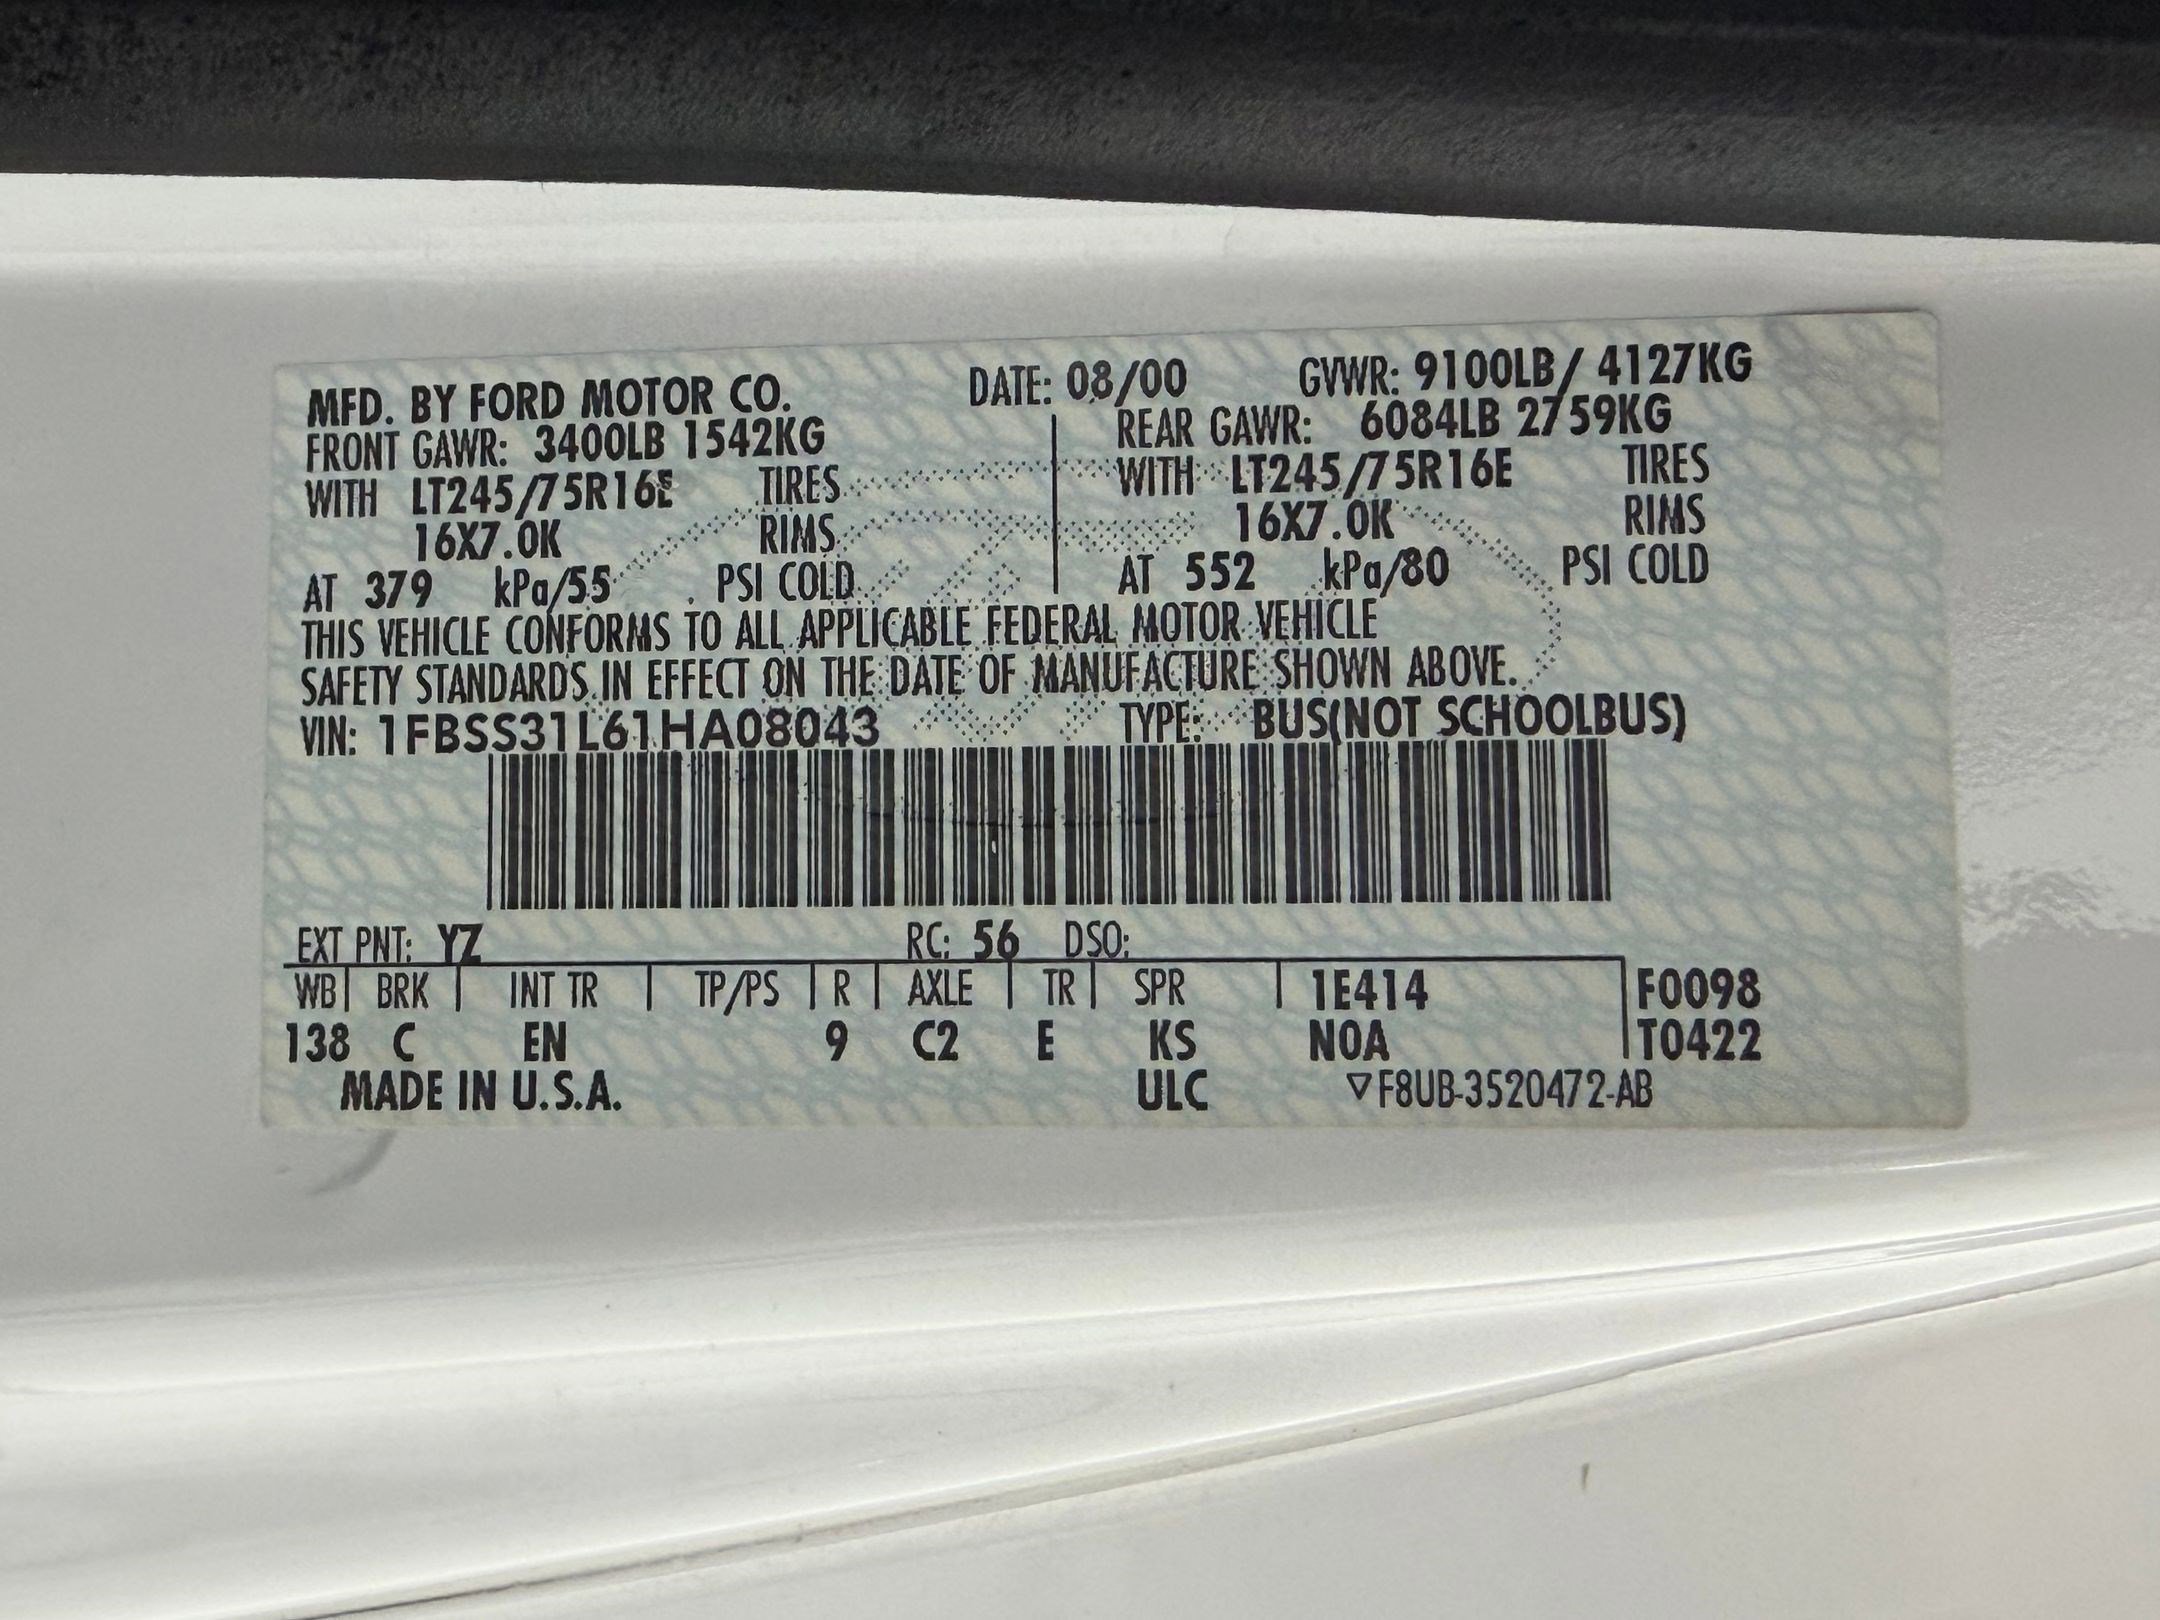 MFD. BY FORD MOTOR CO. DATE: 08/00 GVWR: 9100LB/ 4127KG
FRONT GAWR: 3400LB 1542KG REAR GAWR: 6084LB 2759KG
WITH LT245/75R16E TIRES WITH LT245/75R16E TIRES
16X7.0K RIMS 16X7.0K RIMS
AT 379 kPa/55 PSI COLD AT 552 kPa/80 PSI COLD
THIS VEHICLE CONFORMS TO ALL APPLICABLE FEDERAL MOTOR VEHICLE
SAFETY STANDARDS IN EFFECT ON THE DATE OF MANUFACTURE SHOWN ABOVE.
VIN: 1FBSS31L61HA08043 TYPE: BUS(NOT SCHOOLBUS)
EXT PNT: YZ RC: 56 DSO:
WB BRK INT TR TP/PS R AXLE TR SPR 1E414 F0098
138 C EN 9 C2 E KS NOA T0422
MADE IN U.S.A. ULC ▽F8UB-3520472-AB